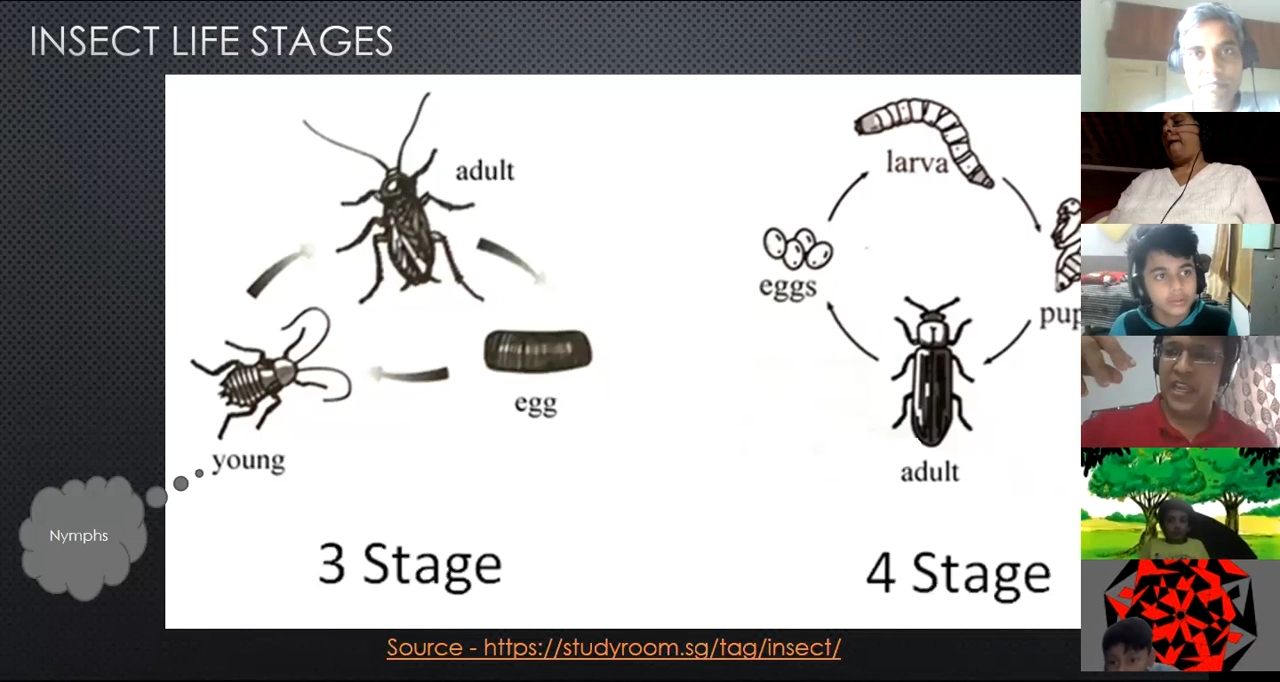 INSECT LIFE STAGES
adult
larva
eggs
pup
egg
young
adult
Nymphs
3 Stage
4 Stage
Source - https://studyroom.sg/tag/insect/